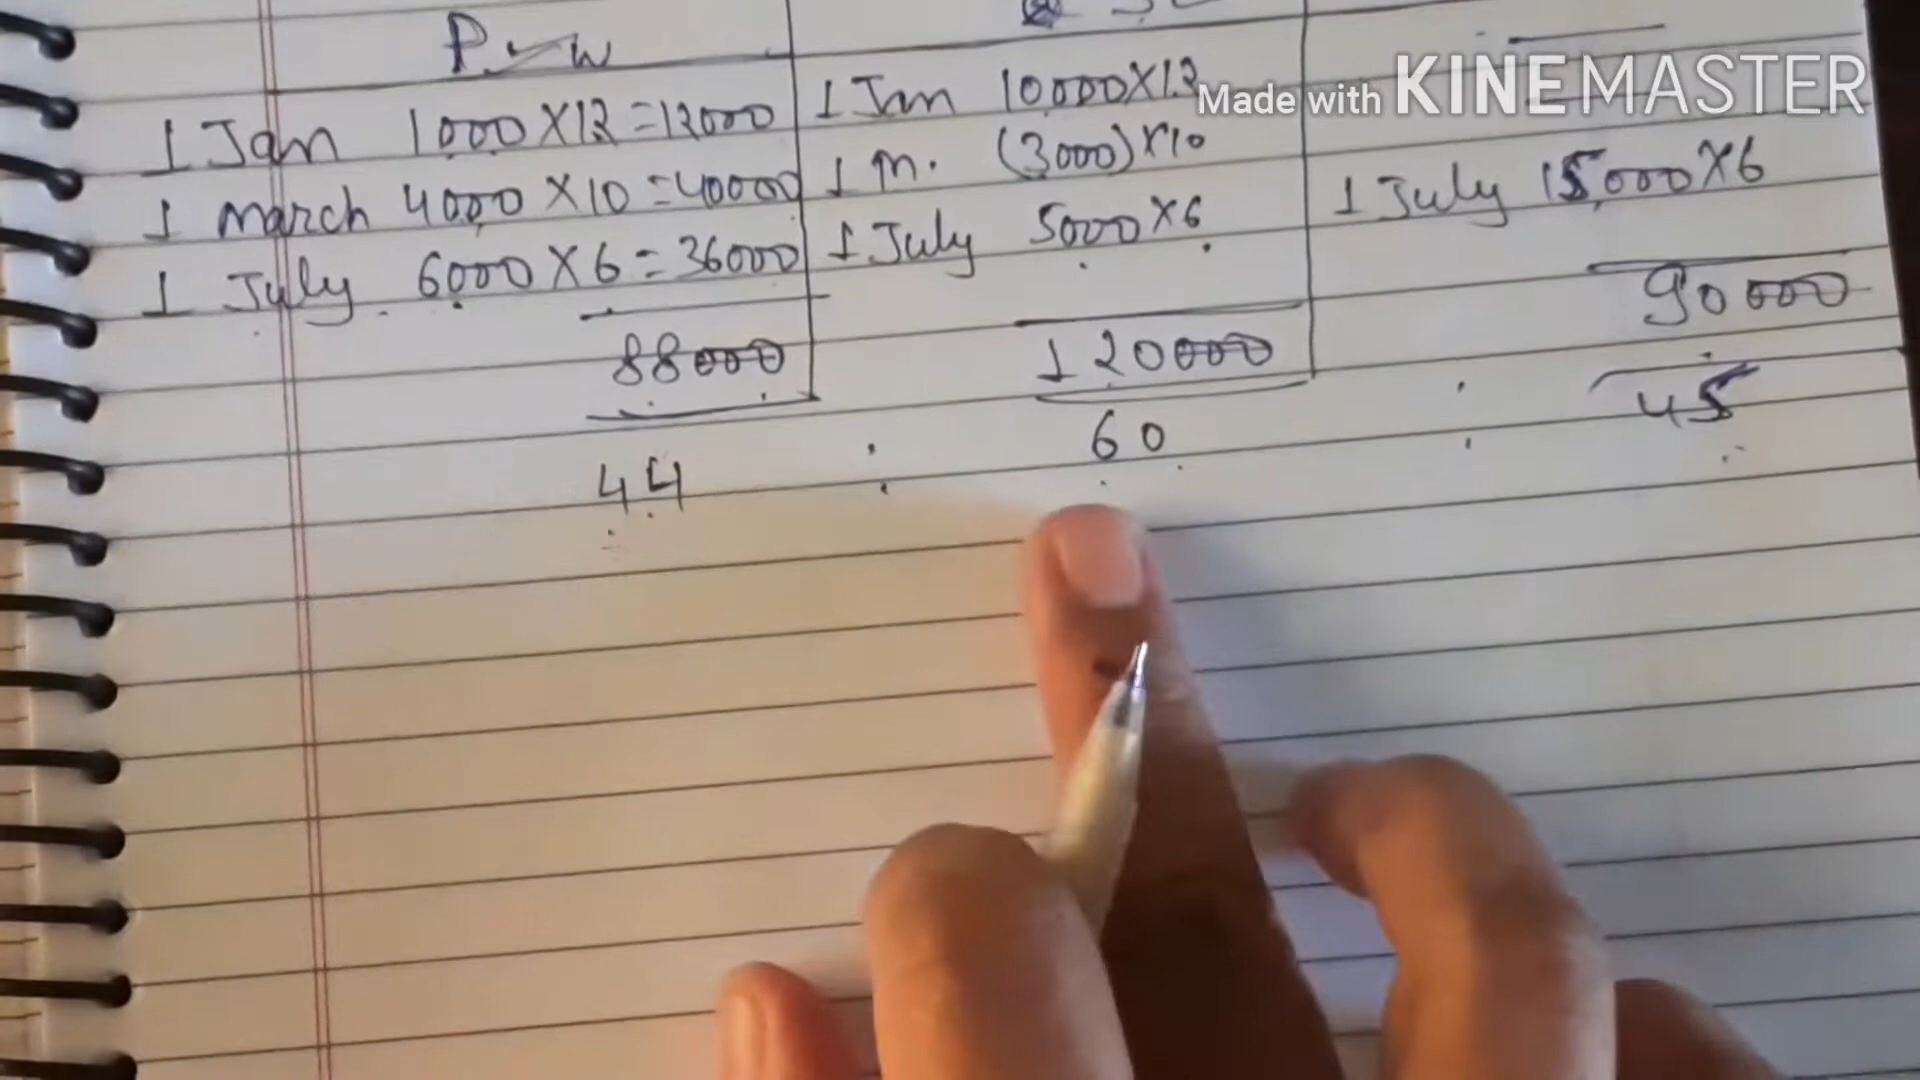 Made with KINEMASTER
1 Jan 1000 X 12 = 12000
1 March 4000 X 10 = 40000
1 July 6000 X 6 = 36000
88000
1 Jan 10000 X 12
1 m. (3000) X 10
1 July 5000 X 6
120000
1 July 15000 X 6
90000
44 : 60 : 45